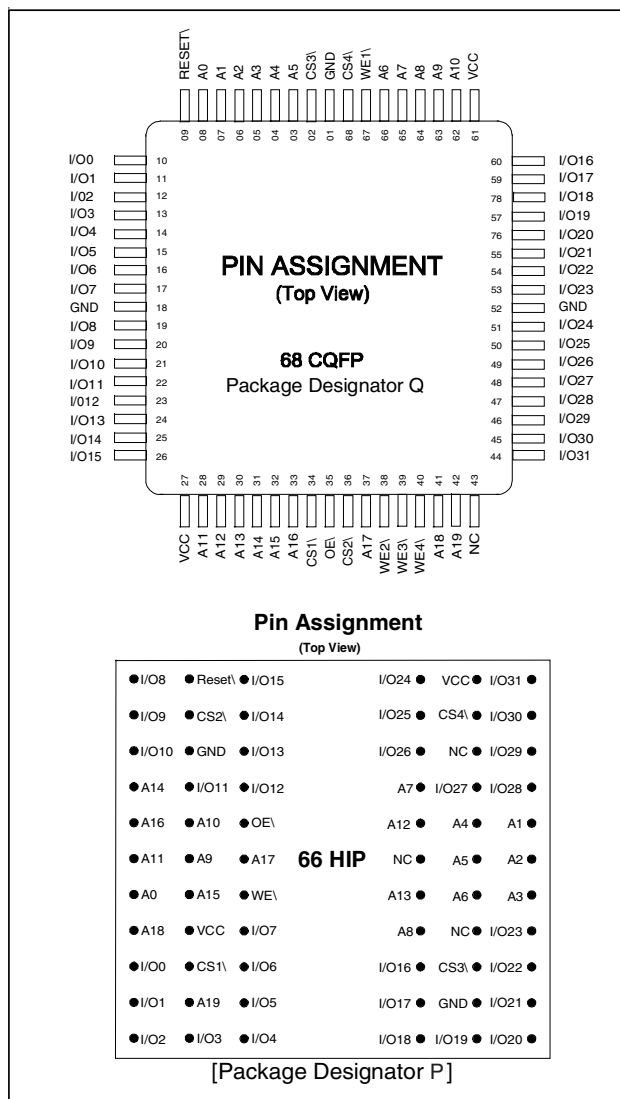 RESET\ A0 A1 A2 A3 A4 A5 CS3\ GND CS4\ WE1\ A6 A7 A8 A9 A10 VCC
09 08 07 06 05 04 03 02 01 68 67 66 65 64 63 62 61
I/O0 10 60 I/O16
I/O1 11 59 I/O17
I/02 12 78 I/O18
I/O3 13 57 I/O19
I/O4 14 76 I/O20
I/O5 15 55 I/O21
I/O6 16 54 I/O22
I/O7 17 53 I/O23
GND 18 52 GND
I/O8 19 51 I/O24
I/O9 20 50 I/O25
I/O10 21 49 I/O26
I/O11 22 48 I/O27
I/012 23 47 I/O28
I/O13 24 46 I/O29
I/O14 25 45 I/O30
I/O15 26 44 I/O31
PIN ASSIGNMENT
(Top View)
68 CQFP
Package Designator Q
27 28 29 30 31 32 33 34 35 36 37 38 39 40 41 42 43
VCC A11 A12 A13 A14 A15 A16 CS1\ OE\ CS2\ A17 WE2\ WE3\ WE4\ A18 A19 NC
Pin Assignment
(Top View)
I/O8 Reset\ I/O15 I/O24 VCC I/O31
I/O9 CS2\ I/O14 I/O25 CS4\ I/O30
I/O10 GND I/O13 I/O26 NC I/O29
A14 I/O11 I/O12 A7 I/O27 I/O28
A16 A10 OE\ A12 A4 A1
A11 A9 A17 66 HIP NC A5 A2
A0 A15 WE\ A13 A6 A3
A18 VCC I/O7 A8 NC I/O23
I/O0 CS1\ I/O6 I/O16 CS3\ I/O22
I/O1 A19 I/O5 I/O17 GND I/O21
I/O2 I/O3 I/O4 I/O18 I/O19 I/O20
[Package Designator P]